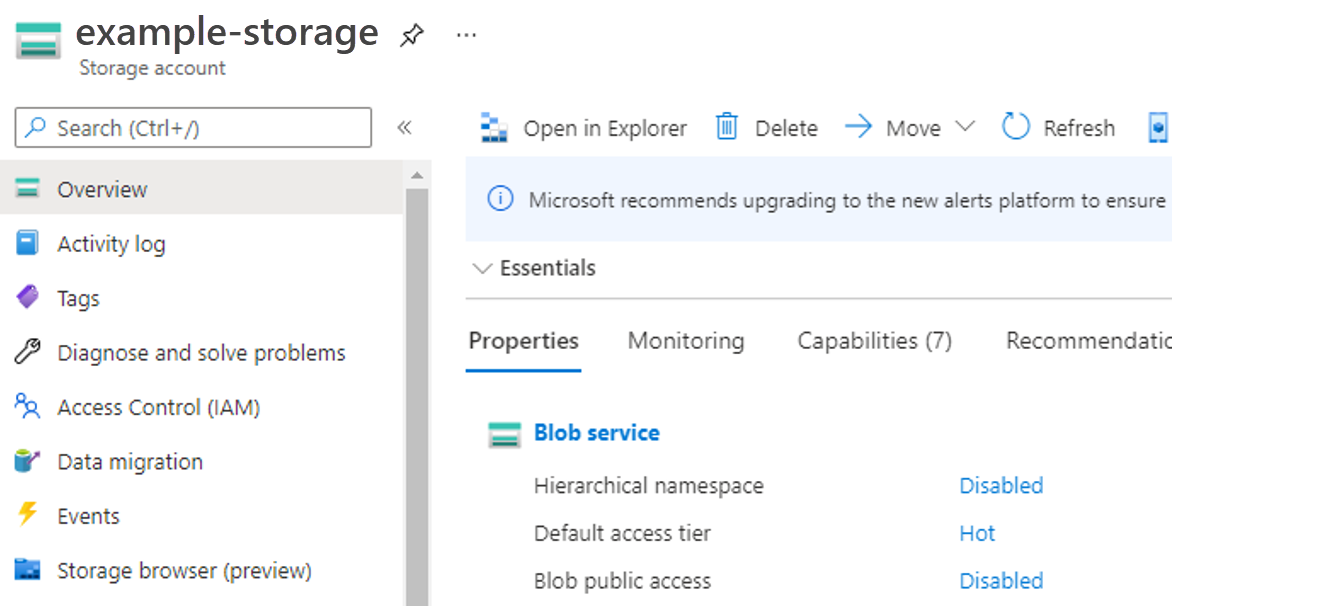 example-storage
...
Storage account
Search (Ctrl+/)
«
Overview
Activity log
Tags
Diagnose and solve problems
Access Control (IAM)
Data migration
Events
Storage browser (preview)
Open in Explorer Delete Move Refresh
Microsoft recommends upgrading to the new alerts platform to ensure
Essentials
Properties Monitoring Capabilities (7) Recommendatic
Blob service
Hierarchical namespace Disabled
Default access tier Hot
Blob public access Disabled